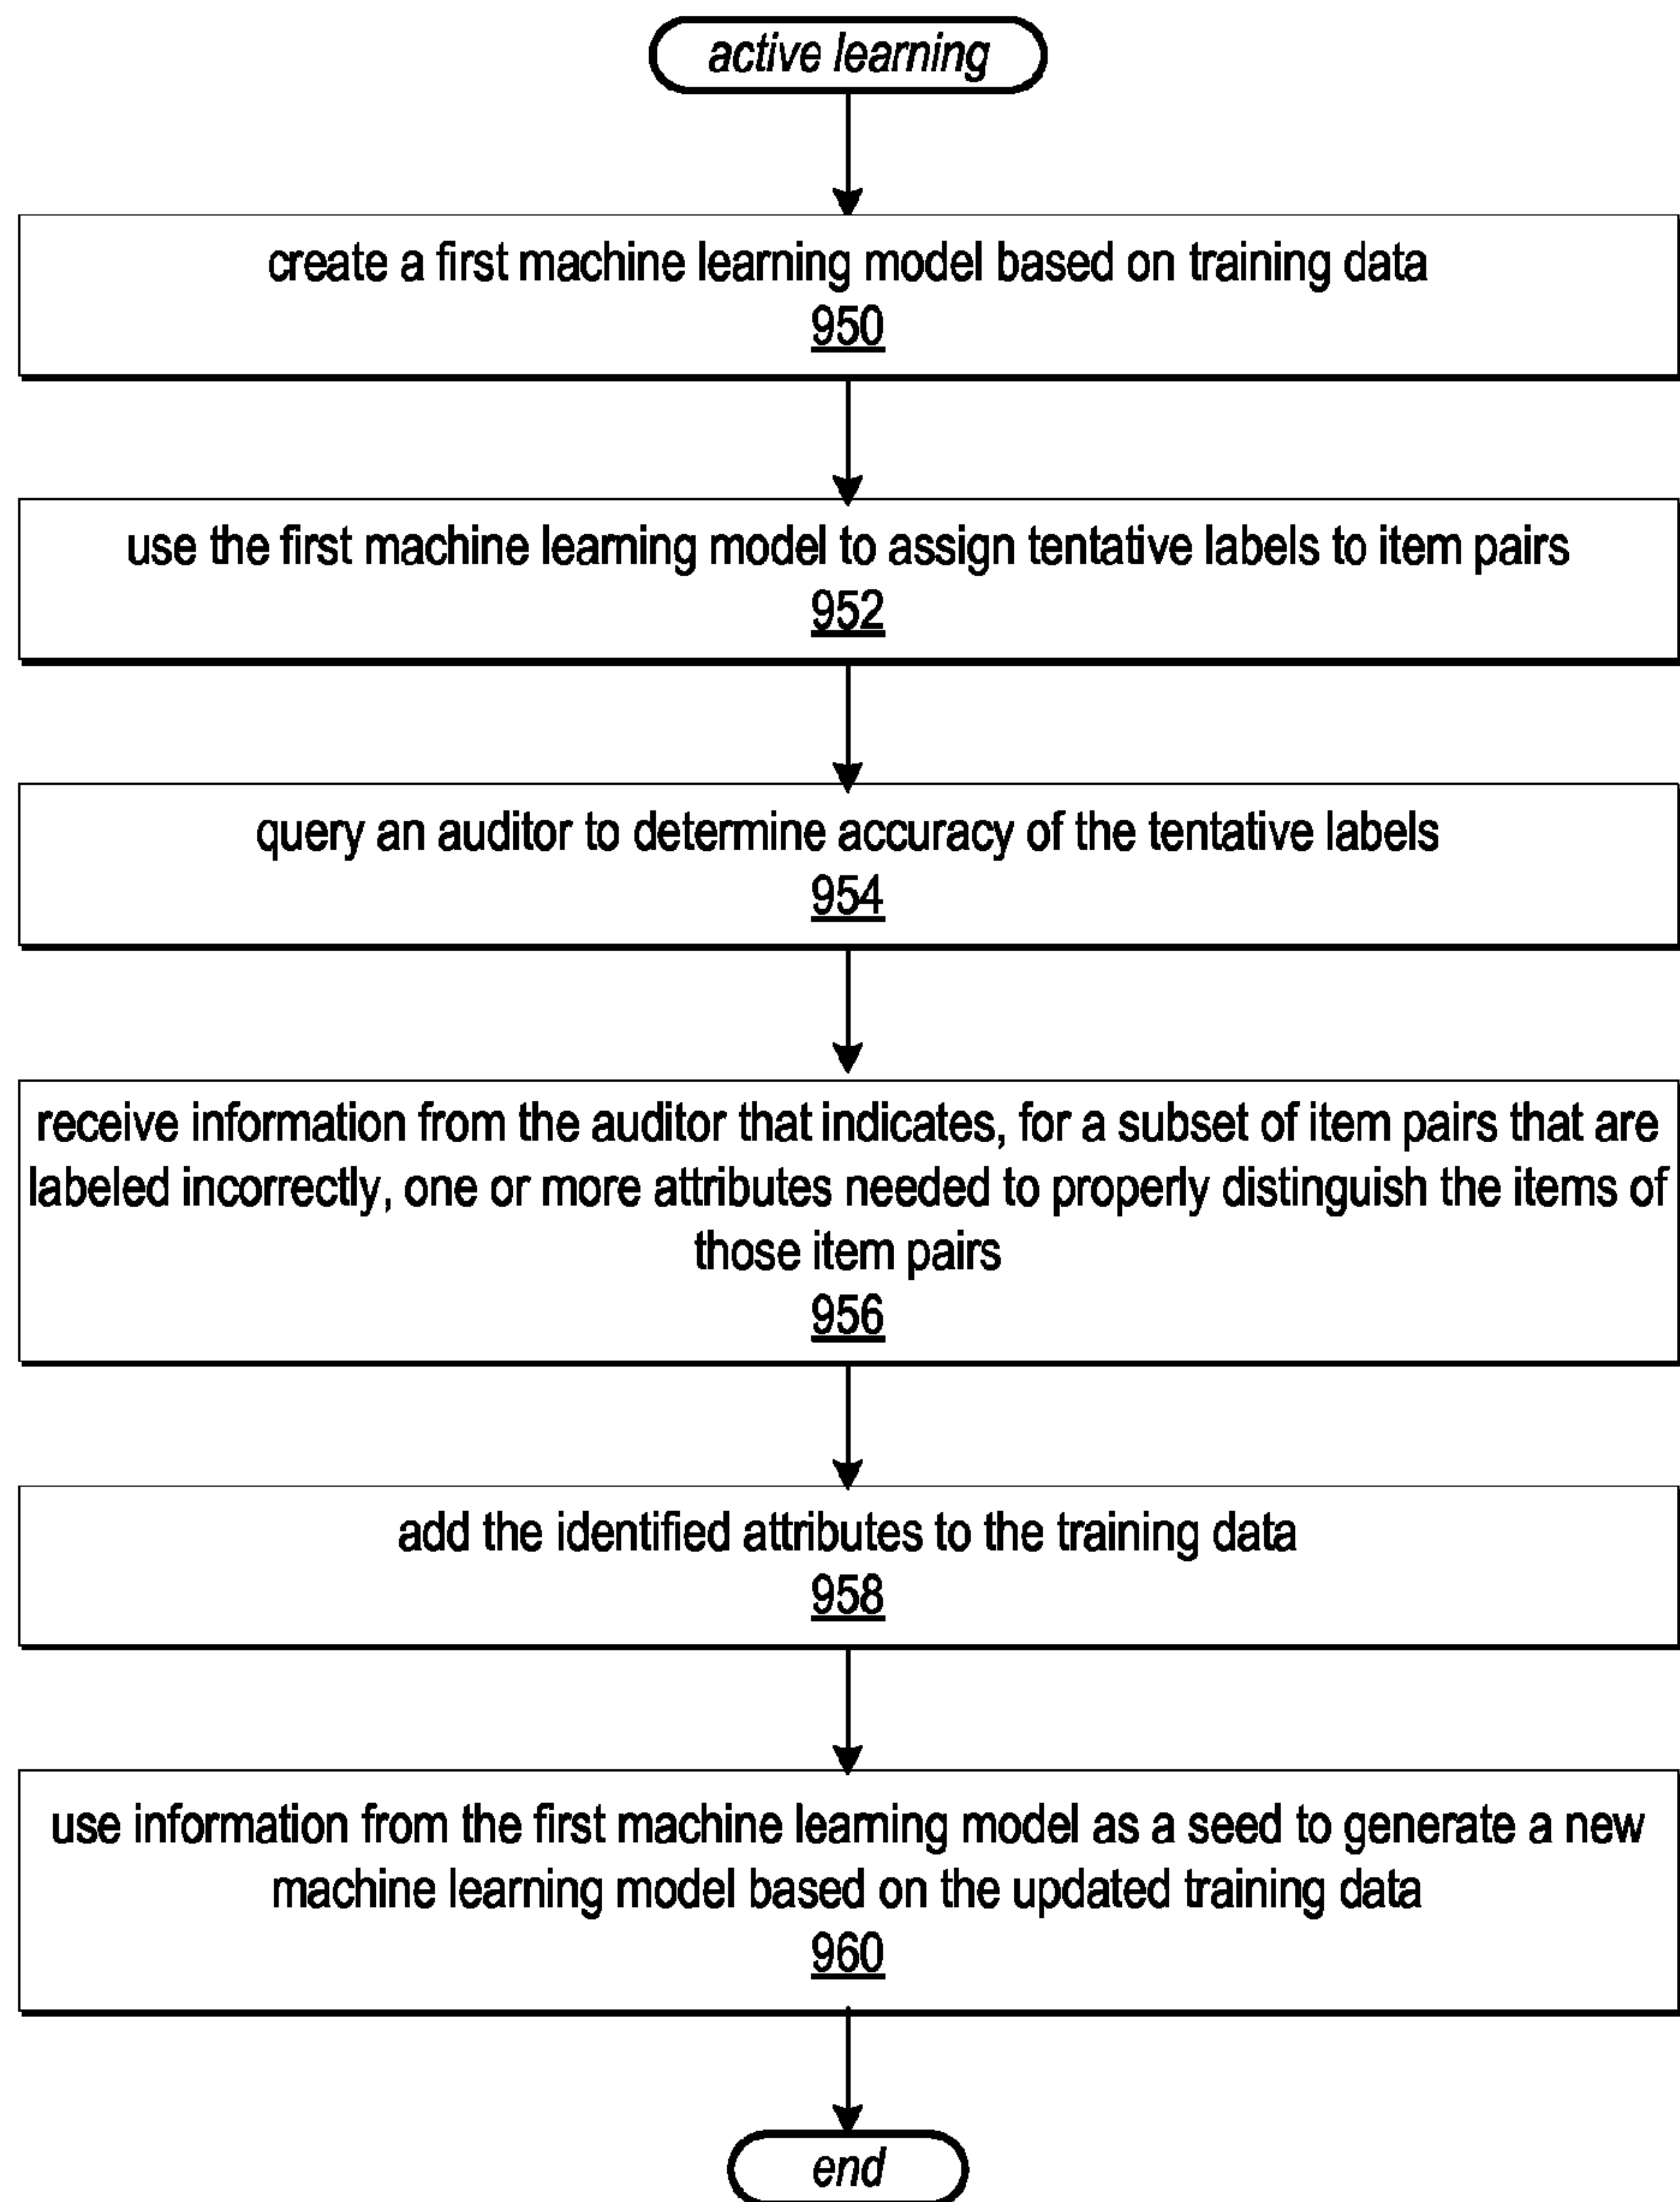 active learning
create a first machine learning model based on training data
950
use the first machine learning model to assign tentative labels to item pairs
952
query an auditor to determine accuracy of the tentative labels
954
receive information from the auditor that indicates, for a subset of item pairs that are
labeled incorrectly, one or more attributes needed to properly distinguish the items of
those item pairs
956
add the identified attributes to the training data
958
use information from the first machine learning model as a seed to generate a new
machine learning model based on the updated training data
960
end